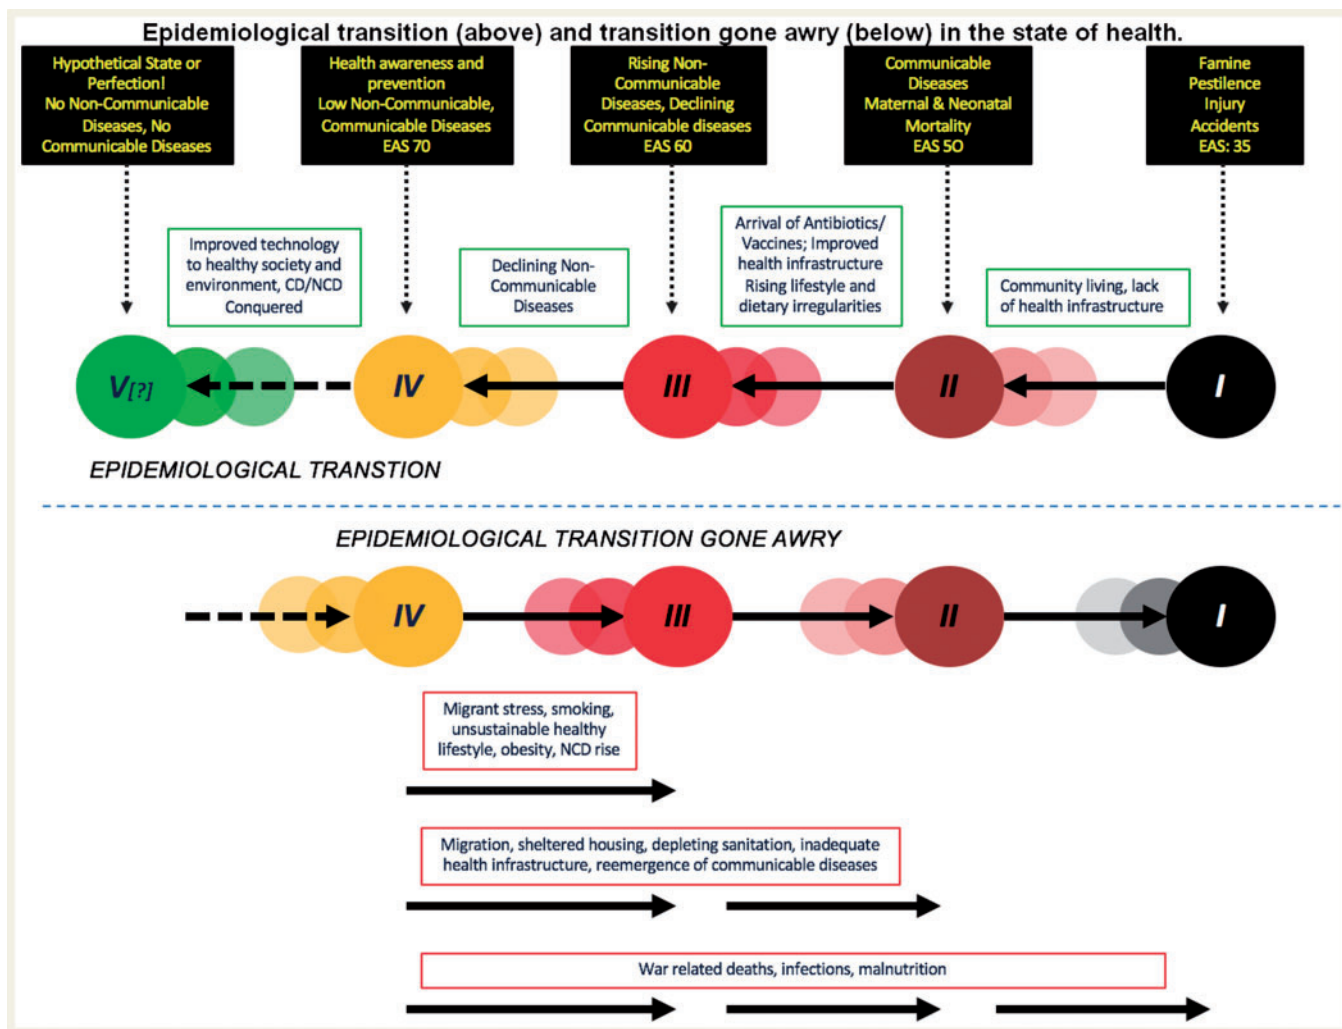 Epidemiological transition (above) and transition gone awry (below) in the state of health.
Hypothetical State or
Perfection!
No Non-Communicable
Diseases, No
Communicable Diseases
Health awareness and
prevention
Low Non-Communicable,
Communicable Diseases
EAS 70
Rising Non-
Communicable
Diseases, Declining
Communicable diseases
EAS 60
Communicable
Diseases
Maternal & Neonatal
Mortality
EAS 5O
Famine
Pestilence
Injury
Accidents
EAS: 35
Improved technology
to healthy society and
environment, CD/NCD
Conquered
Declining Non-
Communicable
Diseases
Arrival of Antibiotics/
Vaccines; Improved
health infrastructure
Rising lifestyle and
dietary irregularities
Community living, lack
of health infrastructure
V[?]
IV
III
II
I
EPIDEMIOLOGICAL TRANSTION
EPIDEMIOLOGICAL TRANSITION GONE AWRY
IV
III
II
I
Migrant stress, smoking,
unsustainable healthy
lifestyle, obesity, NCD rise
Migration, sheltered housing, depleting sanitation, inadequate
health infrastructure, reemergence of communicable diseases
War related deaths, infections, malnutrition